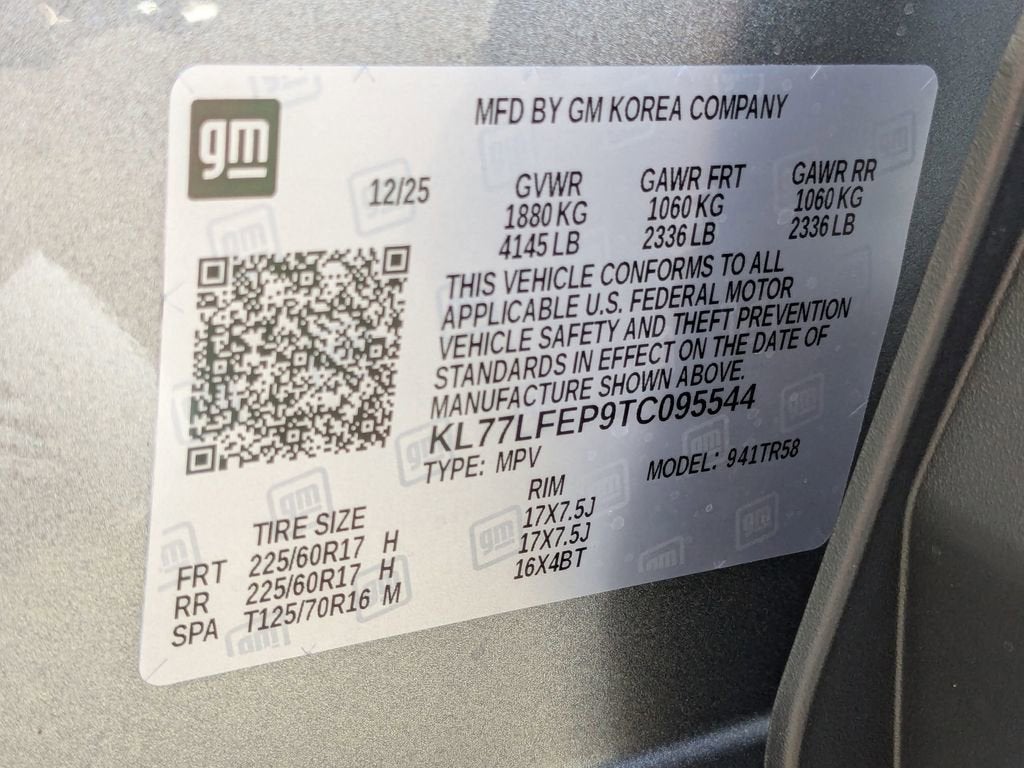 gm
MFD BY GM KOREA COMPANY
12/25
GVWR GAWR FRT GAWR RR
1880 KG 1060 KG 1060 KG
4145 LB 2336 LB 2336 LB
THIS VEHICLE CONFORMS TO ALL
APPLICABLE U.S. FEDERAL MOTOR
VEHICLE SAFETY AND THEFT PREVENTION
STANDARDS IN EFFECT ON THE DATE OF
MANUFACTURE SHOWN ABOVE.
KL77LFEP9TC095544
TYPE: MPV MODEL: 941TR58
TIRE SIZE RIM
FRT 225/60R17 H 17X7.5J
RR 225/60R17 H 17X7.5J
SPA T125/70R16 M 16X4BT